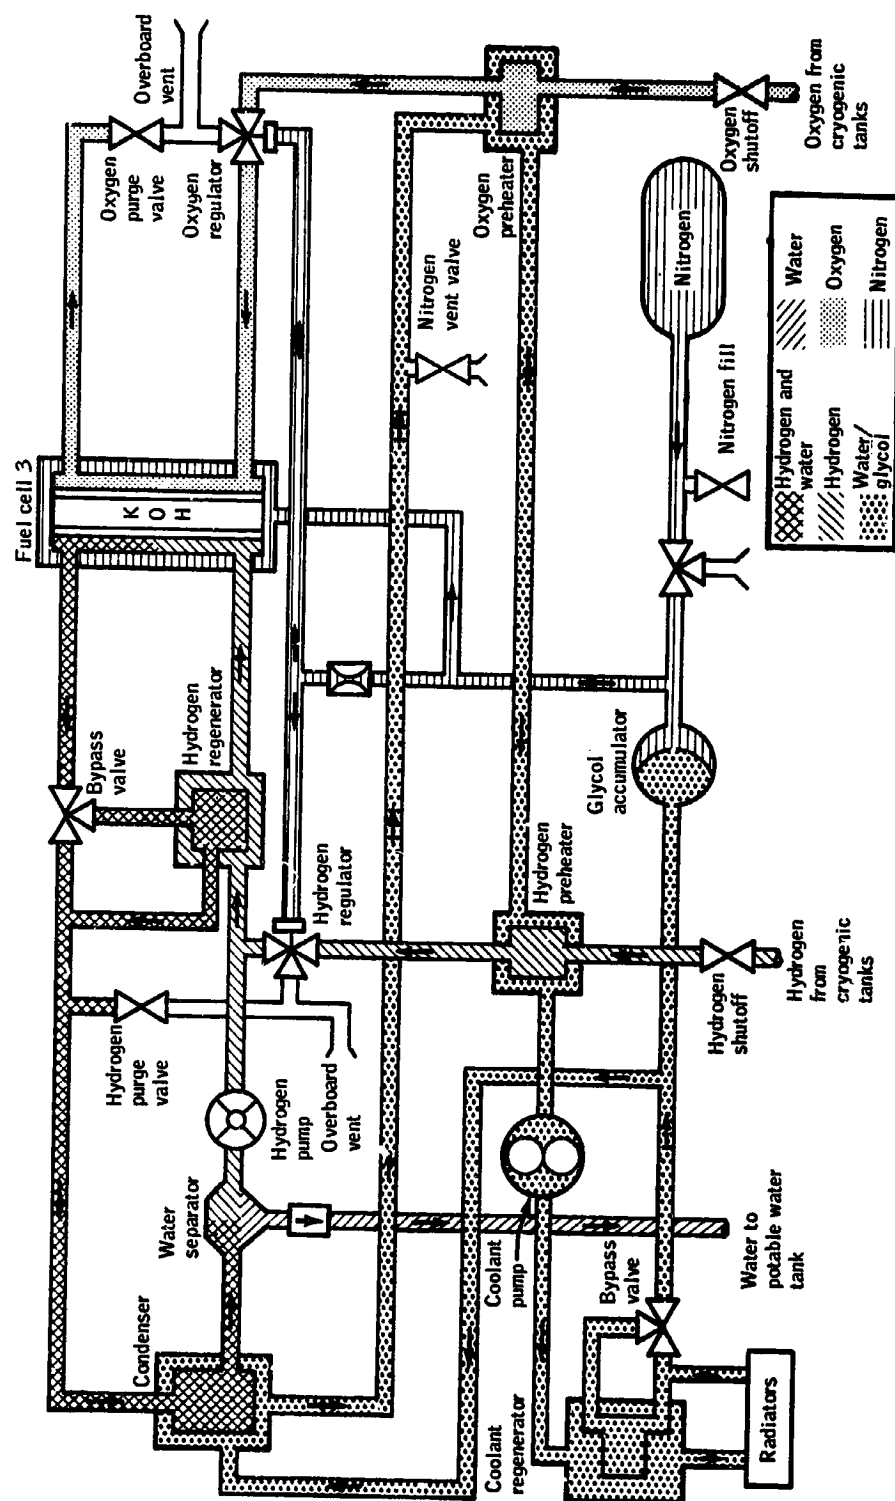 Fuel cell 3
K
O
H
Overboard
vent
Oxygen
purge
valve
Oxygen
regulator
Bypass
valve
Hydrogen
regenerator
Hydrogen
purge
valve
Hydrogen
regulator
Hydrogen
pump
Overboard
vent
Water
separator
Condenser
Nitrogen
vent valve
Oxygen
preheater
Hydrogen
preheater
Coolant
pump
Coolant
regenerator
Bypass
valve
Radiators
Water to
potable water
tank
Glycol
accumulator
Hydrogen
shutoff
Hydrogen
from
cryogenic
tanks
Nitrogen
Nitrogen fill
Oxygen
shutoff
Oxygen from
cryogenic
tanks
Hydrogen and
water
Hydrogen
Water/
glycol
Water
Oxygen
Nitrogen